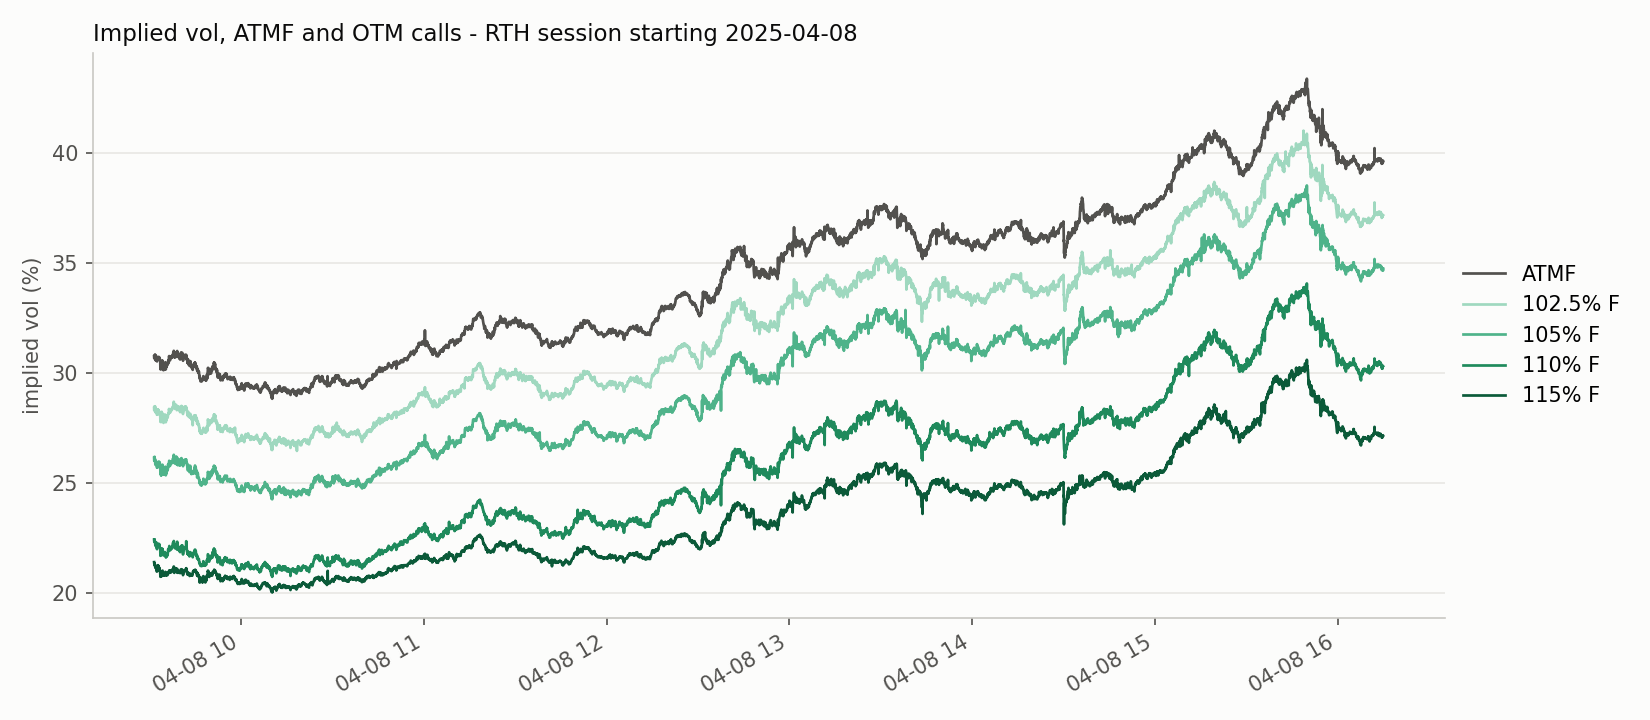 Implied vol, ATMF and OTM calls - RTH session starting 2025-04-08
implied vol (%)
40
35
30
25
20
04-08 10
04-08 11
04-08 12
04-08 13
04-08 14
04-08 15
04-08 16
ATMF
102.5% F
105% F
110% F
115% F